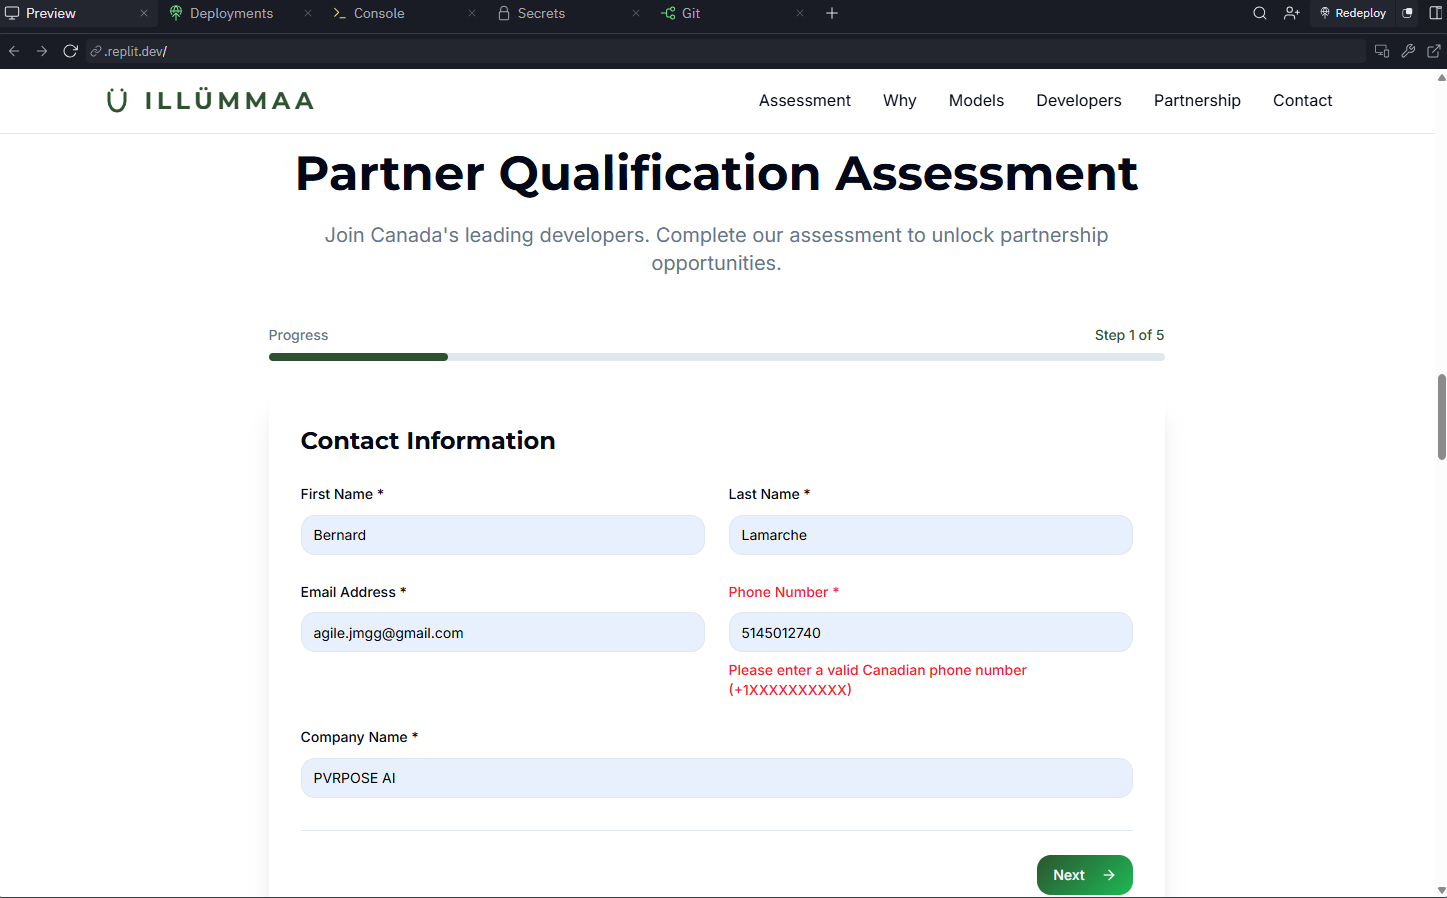 Preview
Deployments
Console
Secrets
Git
Redeploy
.replit.dev/
ILLÜMMAA
Assessment
Why
Models
Developers
Partnership
Contact
Partner Qualification Assessment
Join Canada's leading developers. Complete our assessment to unlock partnership
opportunities.
Progress
Step 1 of 5
Contact Information
First Name *
Last Name *
Bernard
Lamarche
Email Address *
Phone Number *
agile.jmgg@gmail.com
5145012740
Please enter a valid Canadian phone number
(+1XXXXXXXXXX)
Company Name *
PVRPOSE AI
Next